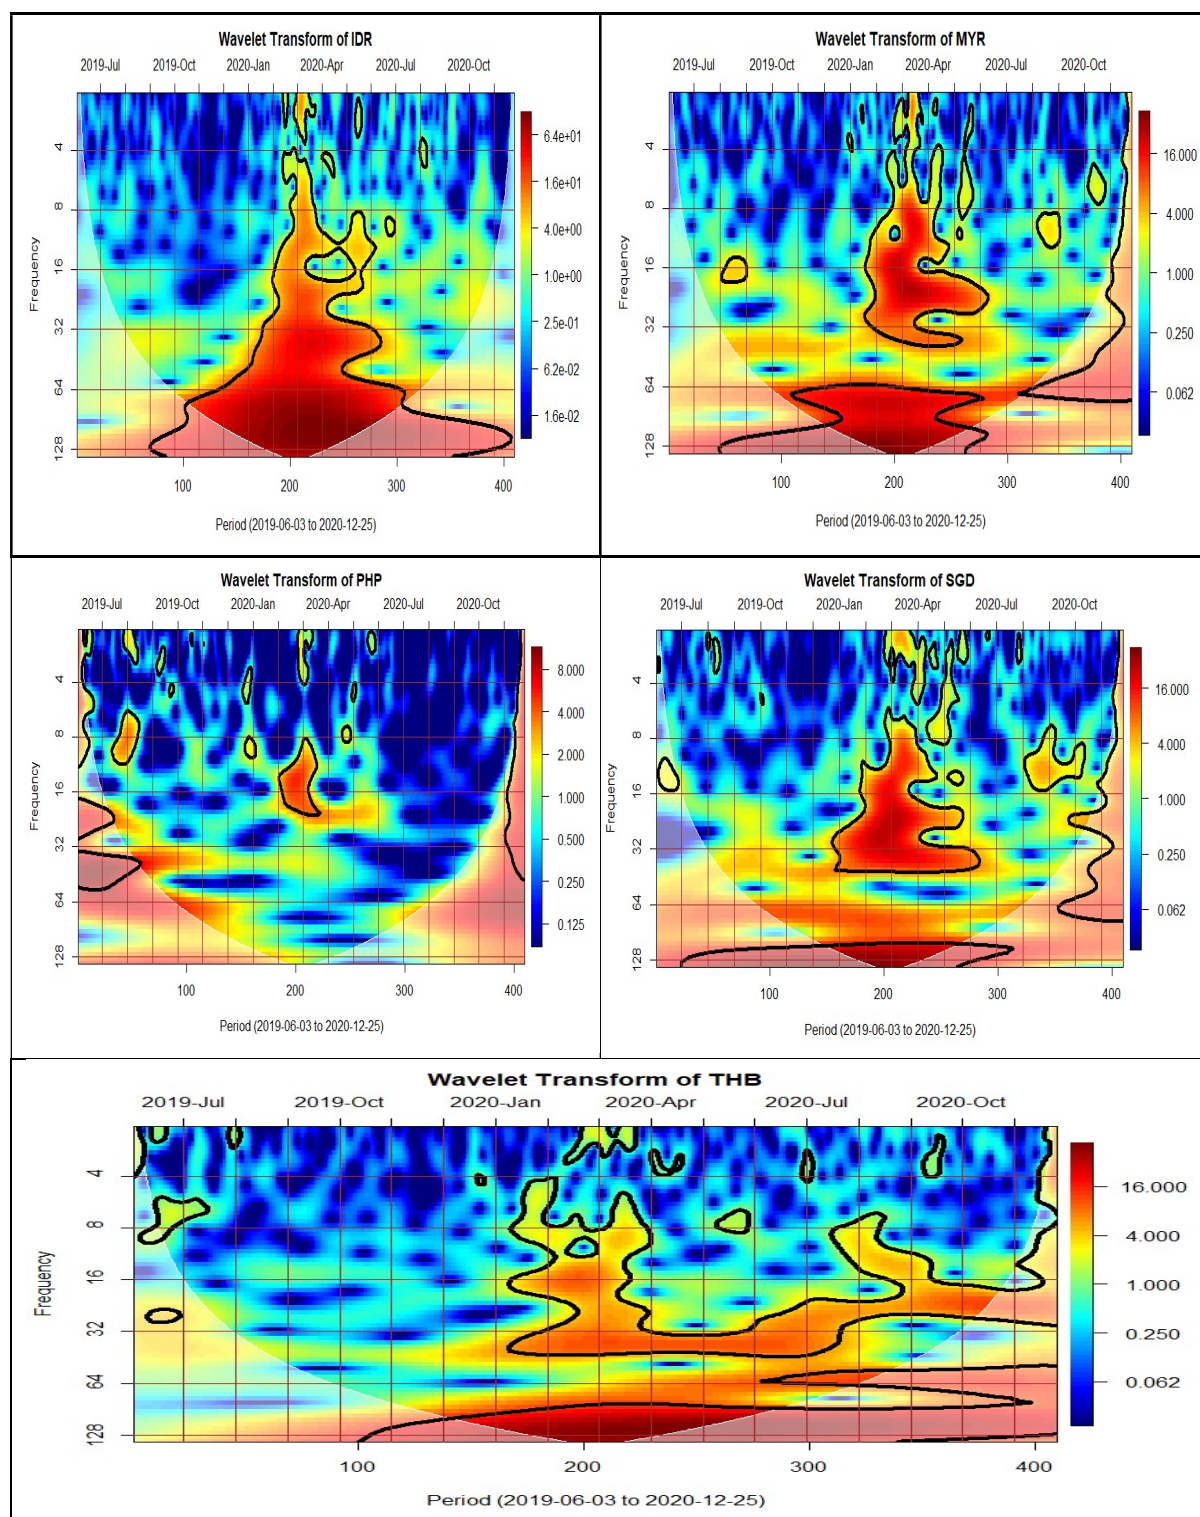 Wavelet Transform of IDR
2019-Jul 2019-Oct 2020-Jan 2020-Apr 2020-Jul 2020-Oct
Frequency
4
8
16
32
64
128
6.4e+01
1.6e+01
4.0e+00
1.0e+00
2.5e-01
6.2e-02
1.6e-02
100 200 300 400
Period (2019-06-03 to 2020-12-25)
Wavelet Transform of MYR
2019-Jul 2019-Oct 2020-Jan 2020-Apr 2020-Jul 2020-Oct
Frequency
4
8
16
32
64
128
16.000
4.000
1.000
0.250
0.062
100 200 300 400
Period (2019-06-03 to 2020-12-25)
Wavelet Transform of PHP
2019-Jul 2019-Oct 2020-Jan 2020-Apr 2020-Jul 2020-Oct
Frequency
4
8
16
32
64
128
8.000
4.000
2.000
1.000
0.500
0.250
0.125
100 200 300 400
Period (2019-06-03 to 2020-12-25)
Wavelet Transform of SGD
2019-Jul 2019-Oct 2020-Jan 2020-Apr 2020-Jul 2020-Oct
Frequency
4
8
16
32
64
128
16.000
4.000
1.000
0.250
0.062
100 200 300 400
Period (2019-06-03 to 2020-12-25)
Wavelet Transform of THB
2019-Jul 2019-Oct 2020-Jan 2020-Apr 2020-Jul 2020-Oct
Frequency
4
8
16
32
64
128
16.000
4.000
1.000
0.250
0.062
100 200 300 400
Period (2019-06-03 to 2020-12-25)